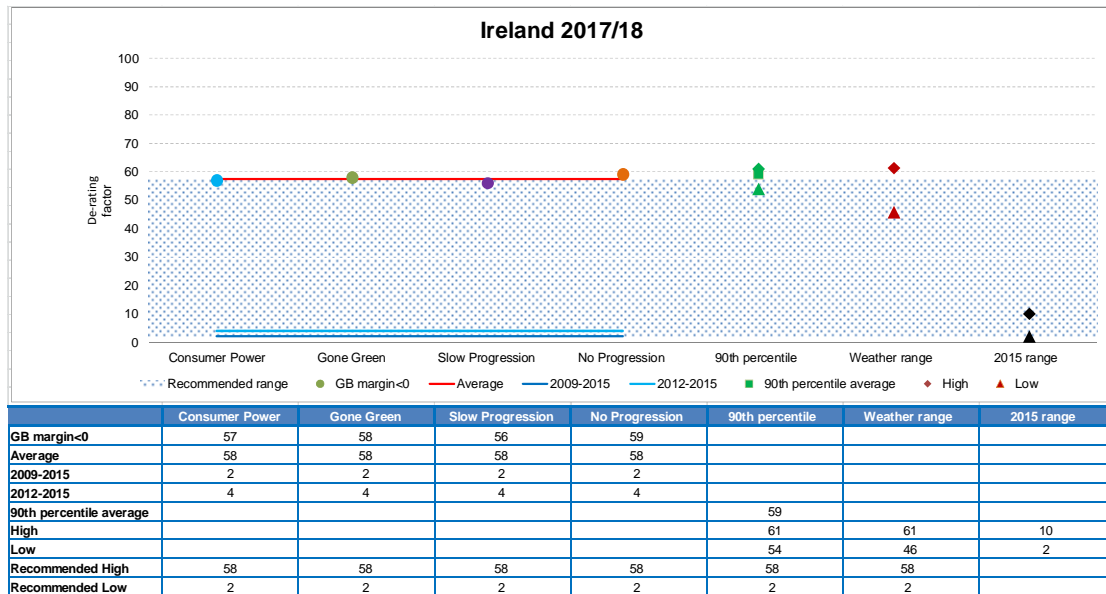 Ireland 2017/18
100
90
80
70
60
50
40
30
20
10
0
De-rating
factor
Consumer Power Gone Green Slow Progression No Progression 90th percentile Weather range 2015 range
Recommended range GB margin<0 Average 2009-2015 2012-2015 90th percentile average High Low
Consumer Power Gone Green Slow Progression No Progression 90th percentile Weather range 2015 range
GB margin<0 57 58 56 59
Average 58 58 58 58
2009-2015 2 2 2 2
2012-2015 4 4 4 4
90th percentile average 59
High 61 61 10
Low 54 46 2
Recommended High 58 58 58 58 58 58
Recommended Low 2 2 2 2 2 2